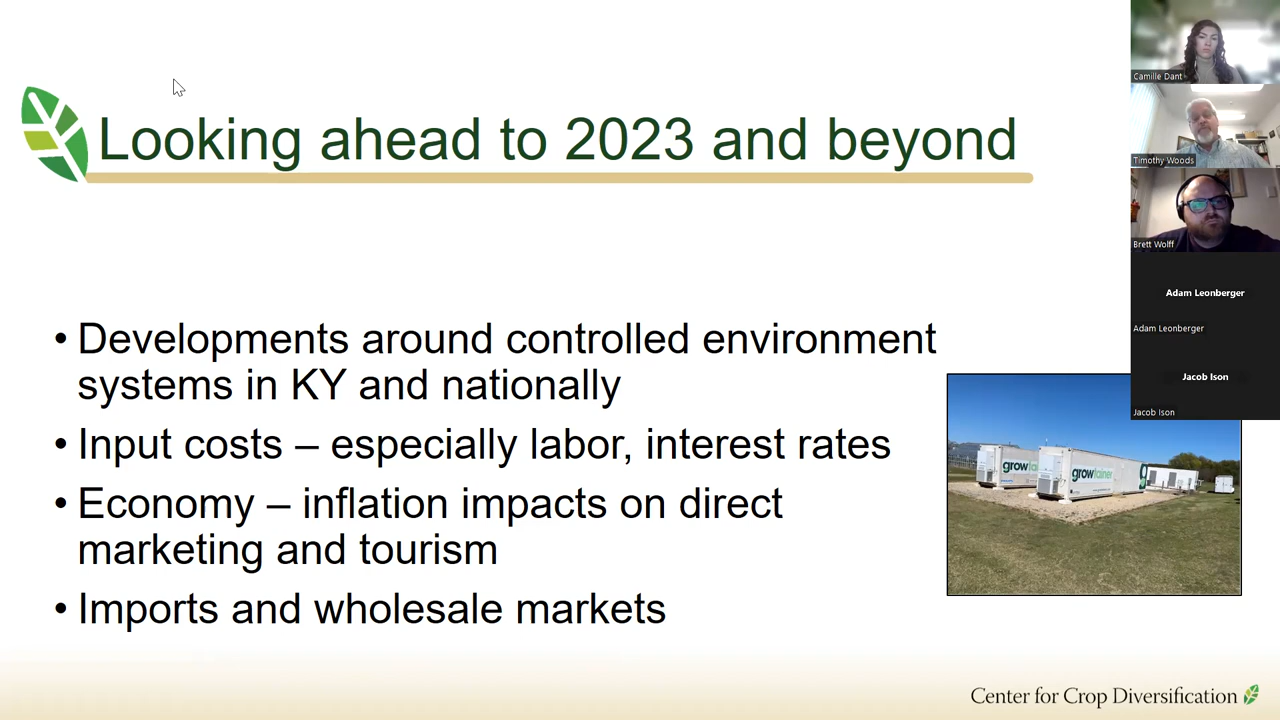 Looking ahead to 2023 and beyond
• Developments around controlled environment
systems in KY and nationally
• Input costs – especially labor, interest rates
• Economy – inflation impacts on direct
marketing and tourism
• Imports and wholesale markets
growtainer
Center for Crop Diversification
Camille Dant
Timothy Woods
Brett Wolff
Adam Leonberger
Adam Leonberger
Jacob Ison
Jacob Ison